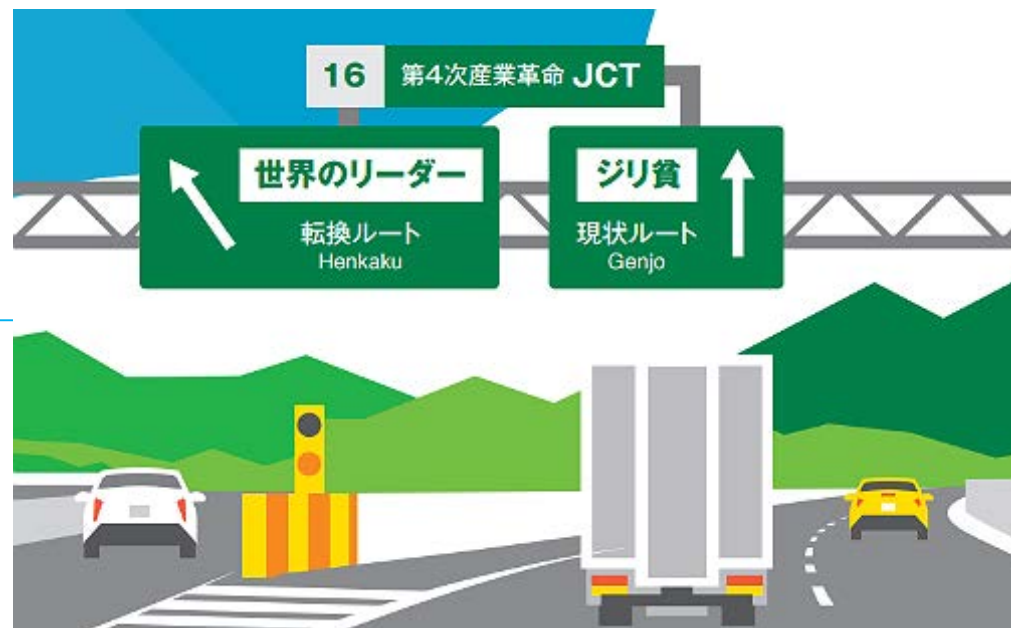 16 第4次産業革命 JCT
世界のリーダー
転換ルート
Henkaku
ジリ貧
現状ルート
Genjo